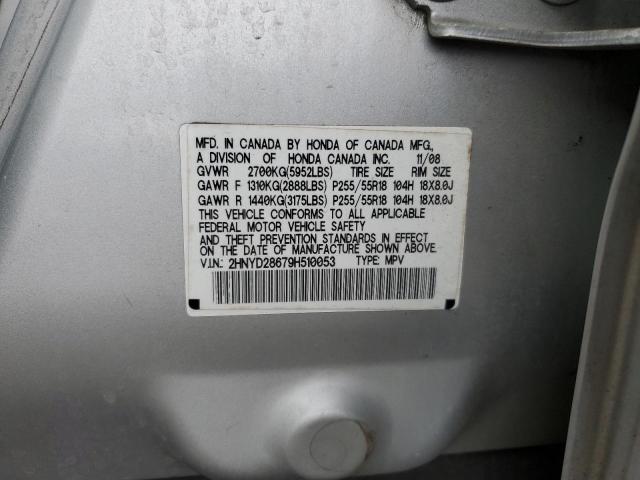 MFD. IN CANADA BY HONDA OF CANADA MFG.,
A DIVISION OF HONDA CANADA INC. 11/08
GVWR 2700KG(5952LBS) TIRE SIZE RIM SIZE
GAWR F 1310KG(2888LBS) P255/55R18 104H 18X8.0J
GAWR R 1440KG(3175LBS) P255/55R18 104H 18X8.0J
THIS VEHICLE CONFORMS TO ALL APPLICABLE
FEDERAL MOTOR VEHICLE SAFETY
AND THEFT PREVENTION STANDARDS IN EFFECT
ON THE DATE OF MANUFACTURE SHOWN ABOVE.
V.I.N.: 2HNYD28679H510053 TYPE: MPV